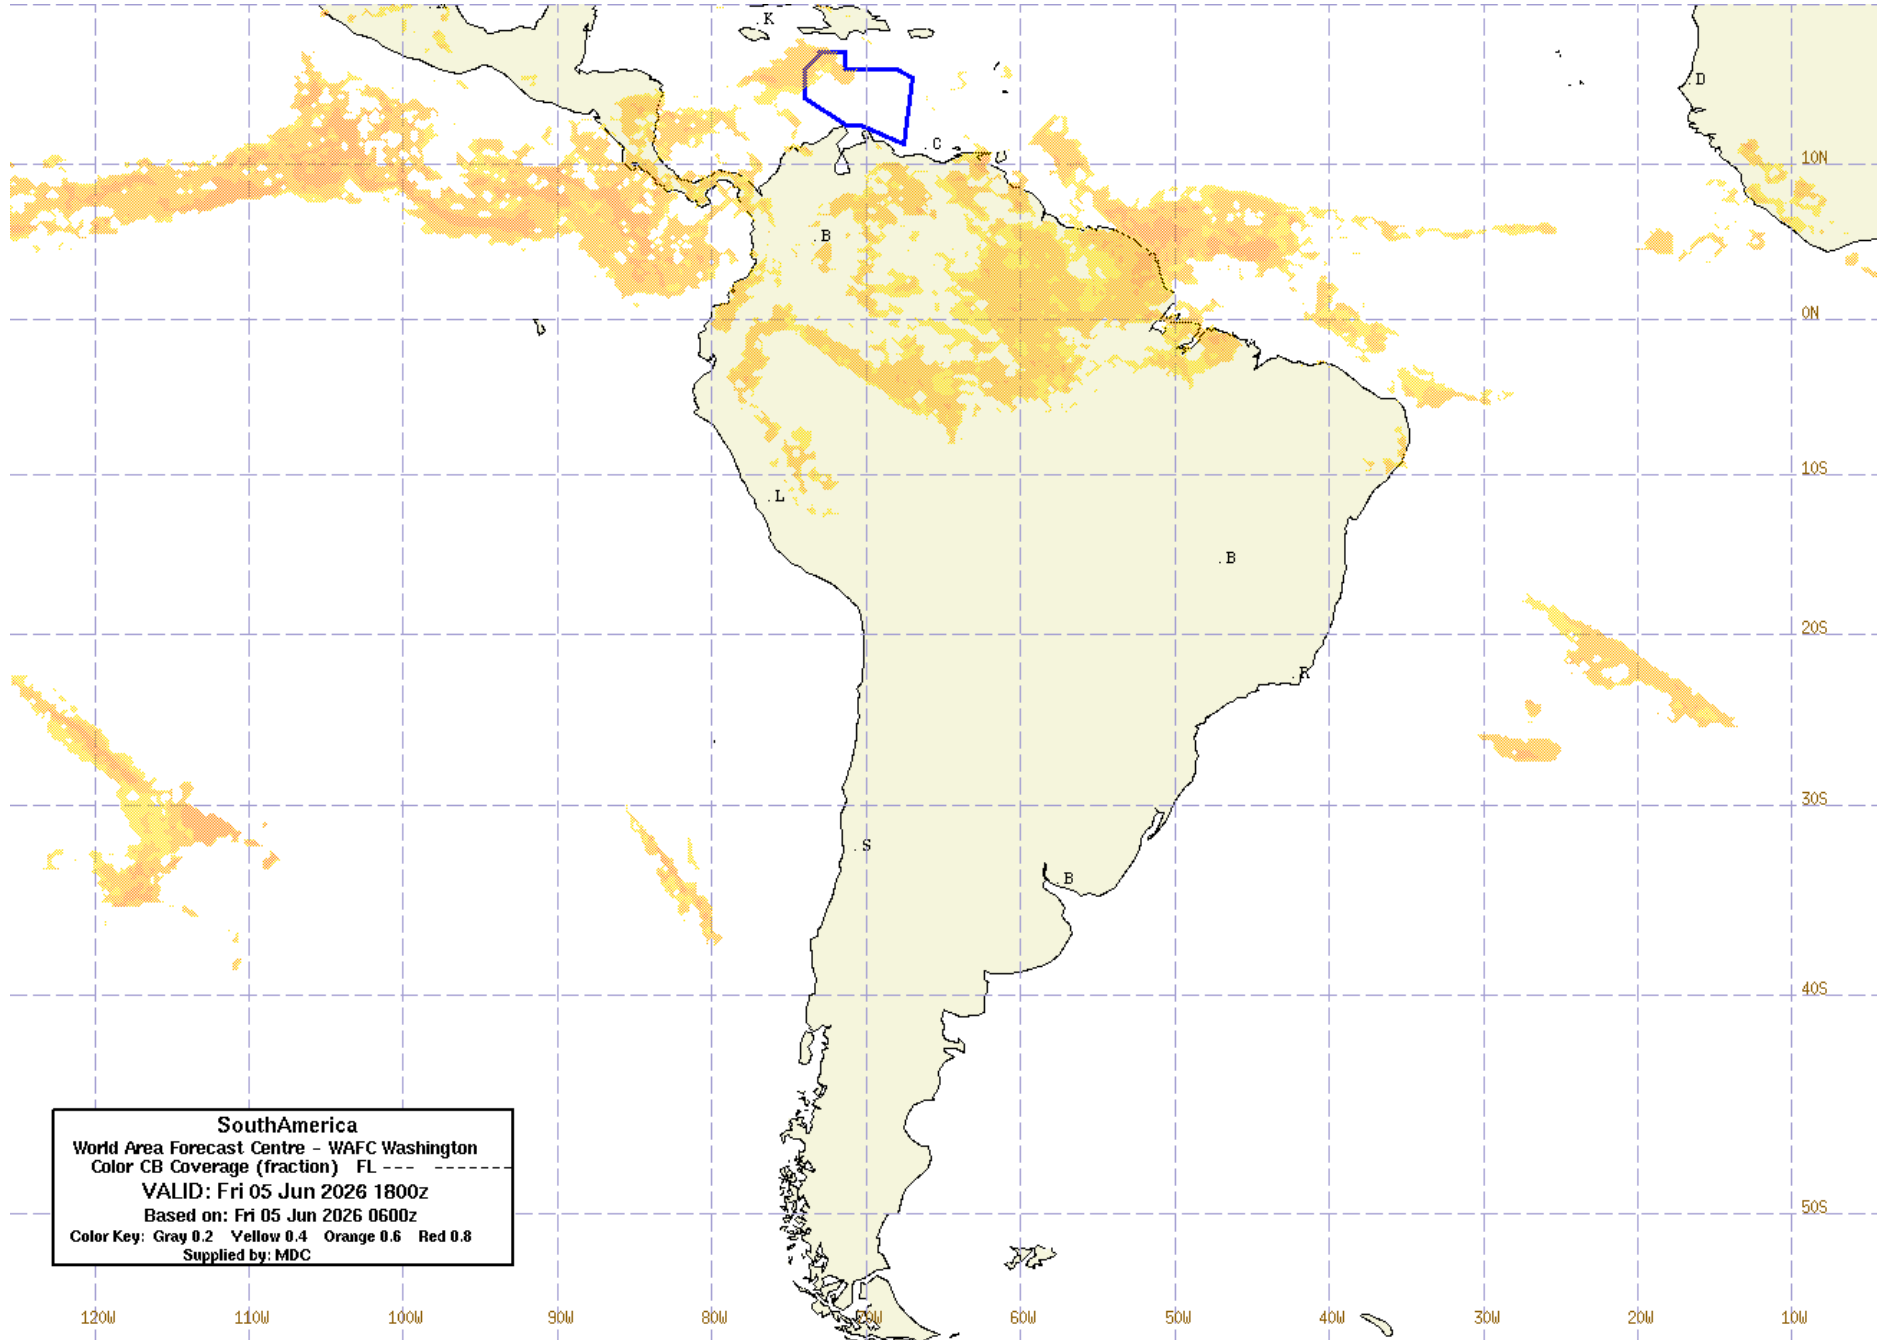 K
D
C
10N
B
0N
10S
L
B
20S
R
30S
S
B
40S
SouthAmerica
World Area Forecast Centre - WAFC Washington
Color CB Coverage (fraction) FL --- -------
VALID: Fri 05 Jun 2026 1800z
Based on: Fri 05 Jun 2026 0600z
Color Key: Gray 0.2 Yellow 0.4 Orange 0.6 Red 0.8
Supplied by: MDC
50S
120W 110W 100W 90W 80W 70W 60W 50W 40W 30W 20W 10W